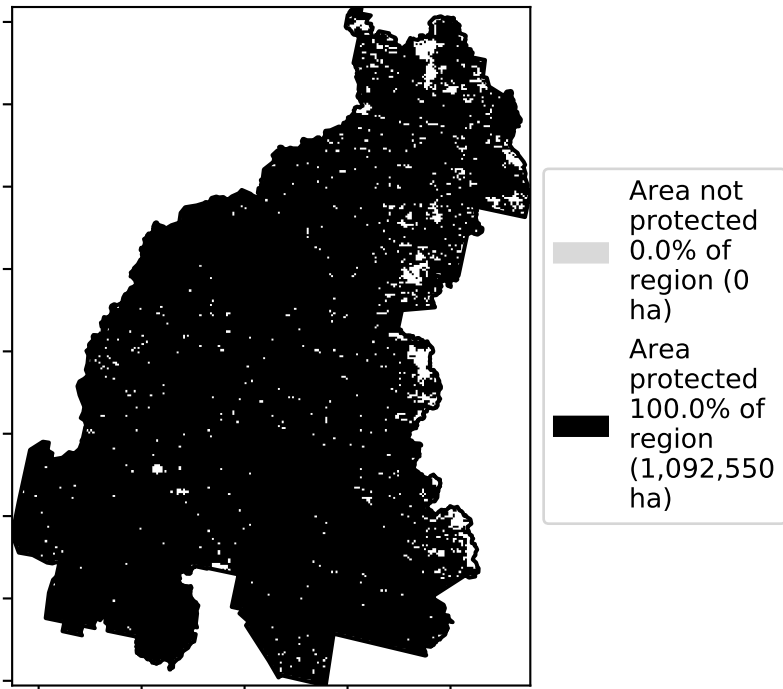 Area not
protected
0.0% of
region (0
ha)
Area
protected
100.0% of
region
(1,092,550
ha)